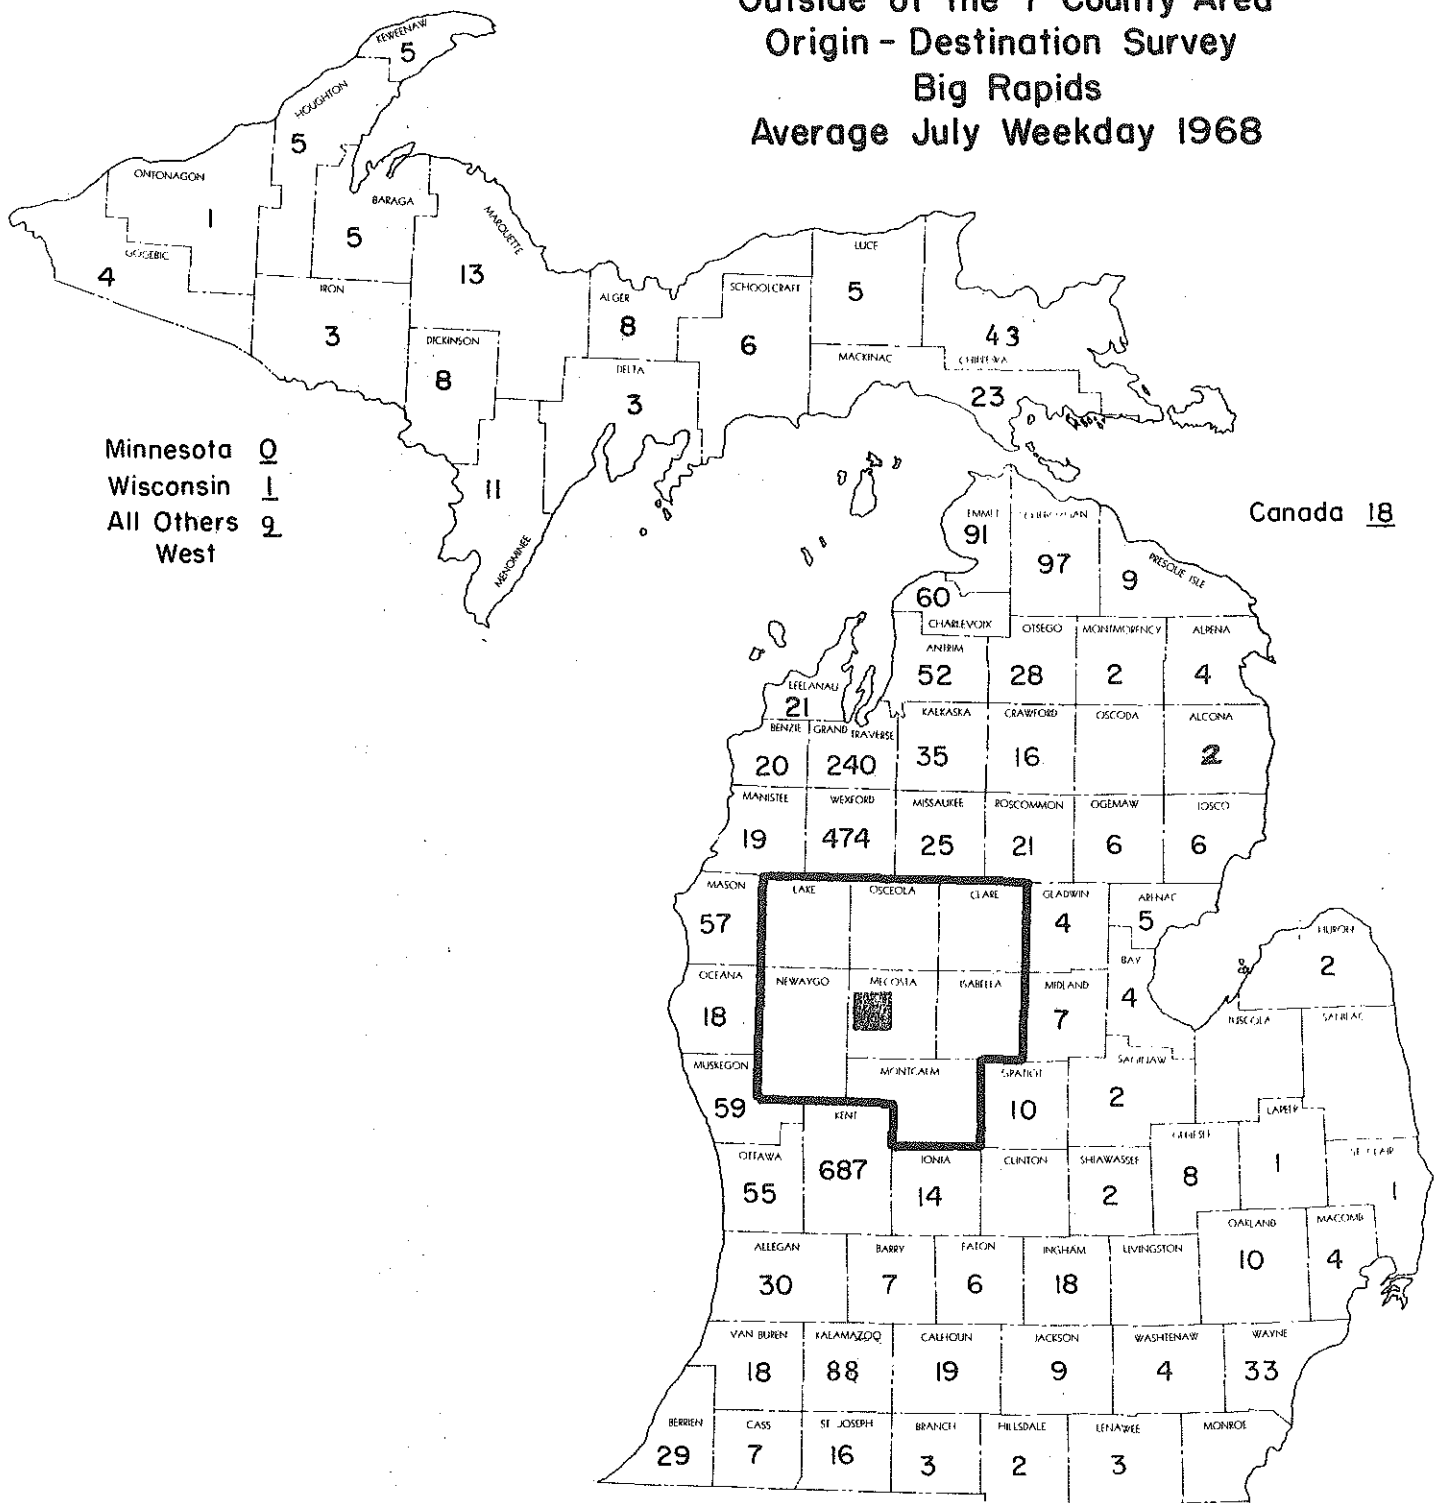 Outside of the 7 County Area
Origin - Destination Survey
Big Rapids
Average July Weekday 1968
KEWEENAW
5
HOUGHTON
5
ONTONAGON
1
BARAGA
5
MARQUETTE
13
GOGEBIC
4
IRON
3
DICKINSON
8
ALGER
8
DELTA
3
SCHOOLCRAFT
6
LUCE
5
MACKINAC
23
CHIPPEWA
43
MENOMINEE
11
Minnesota 0
Wisconsin 1
All Others 9
West
Canada 18
EMMET
91
CHEBOYGAN
97
PRESQUE ISLE
9
60
CHARLEVOIX
ANTRIM
52
OTSEGO
28
MONTMORENCY
2
ALPENA
4
LEELANAU
21
BENZIE
20
GRAND TRAVERSE
240
KALKASKA
35
CRAWFORD
16
OSCODA
ALCONA
2
MANISTEE
19
WEXFORD
474
MISSAUKEE
25
ROSCOMMON
21
OGEMAW
6
IOSCO
6
MASON
57
LAKE
OSCEOLA
CLARE
GLADWIN
4
ARENAC
5
HURON
2
OCEANA
18
NEWAYGO
MECOSTA
ISABELLA
MIDLAND
7
BAY
4
TUSCOLA
SANILAC
MUSKEGON
59
MONTCALM
GRATIOT
10
SAGINAW
2
KENT
687
OTTAWA
55
IONIA
14
CLINTON
SHIAWASSEE
2
GENESEE
8
LAPEER
1
ST CLAIR
1
ALLEGAN
30
BARRY
7
EATON
6
INGHAM
18
LIVINGSTON
OAKLAND
10
MACOMB
4
VAN BUREN
18
KALAMAZOO
88
CALHOUN
19
JACKSON
9
WASHTENAW
4
WAYNE
33
BERRIEN
29
CASS
7
ST JOSEPH
16
BRANCH
3
HILLSDALE
2
LENAWEE
3
MONROE